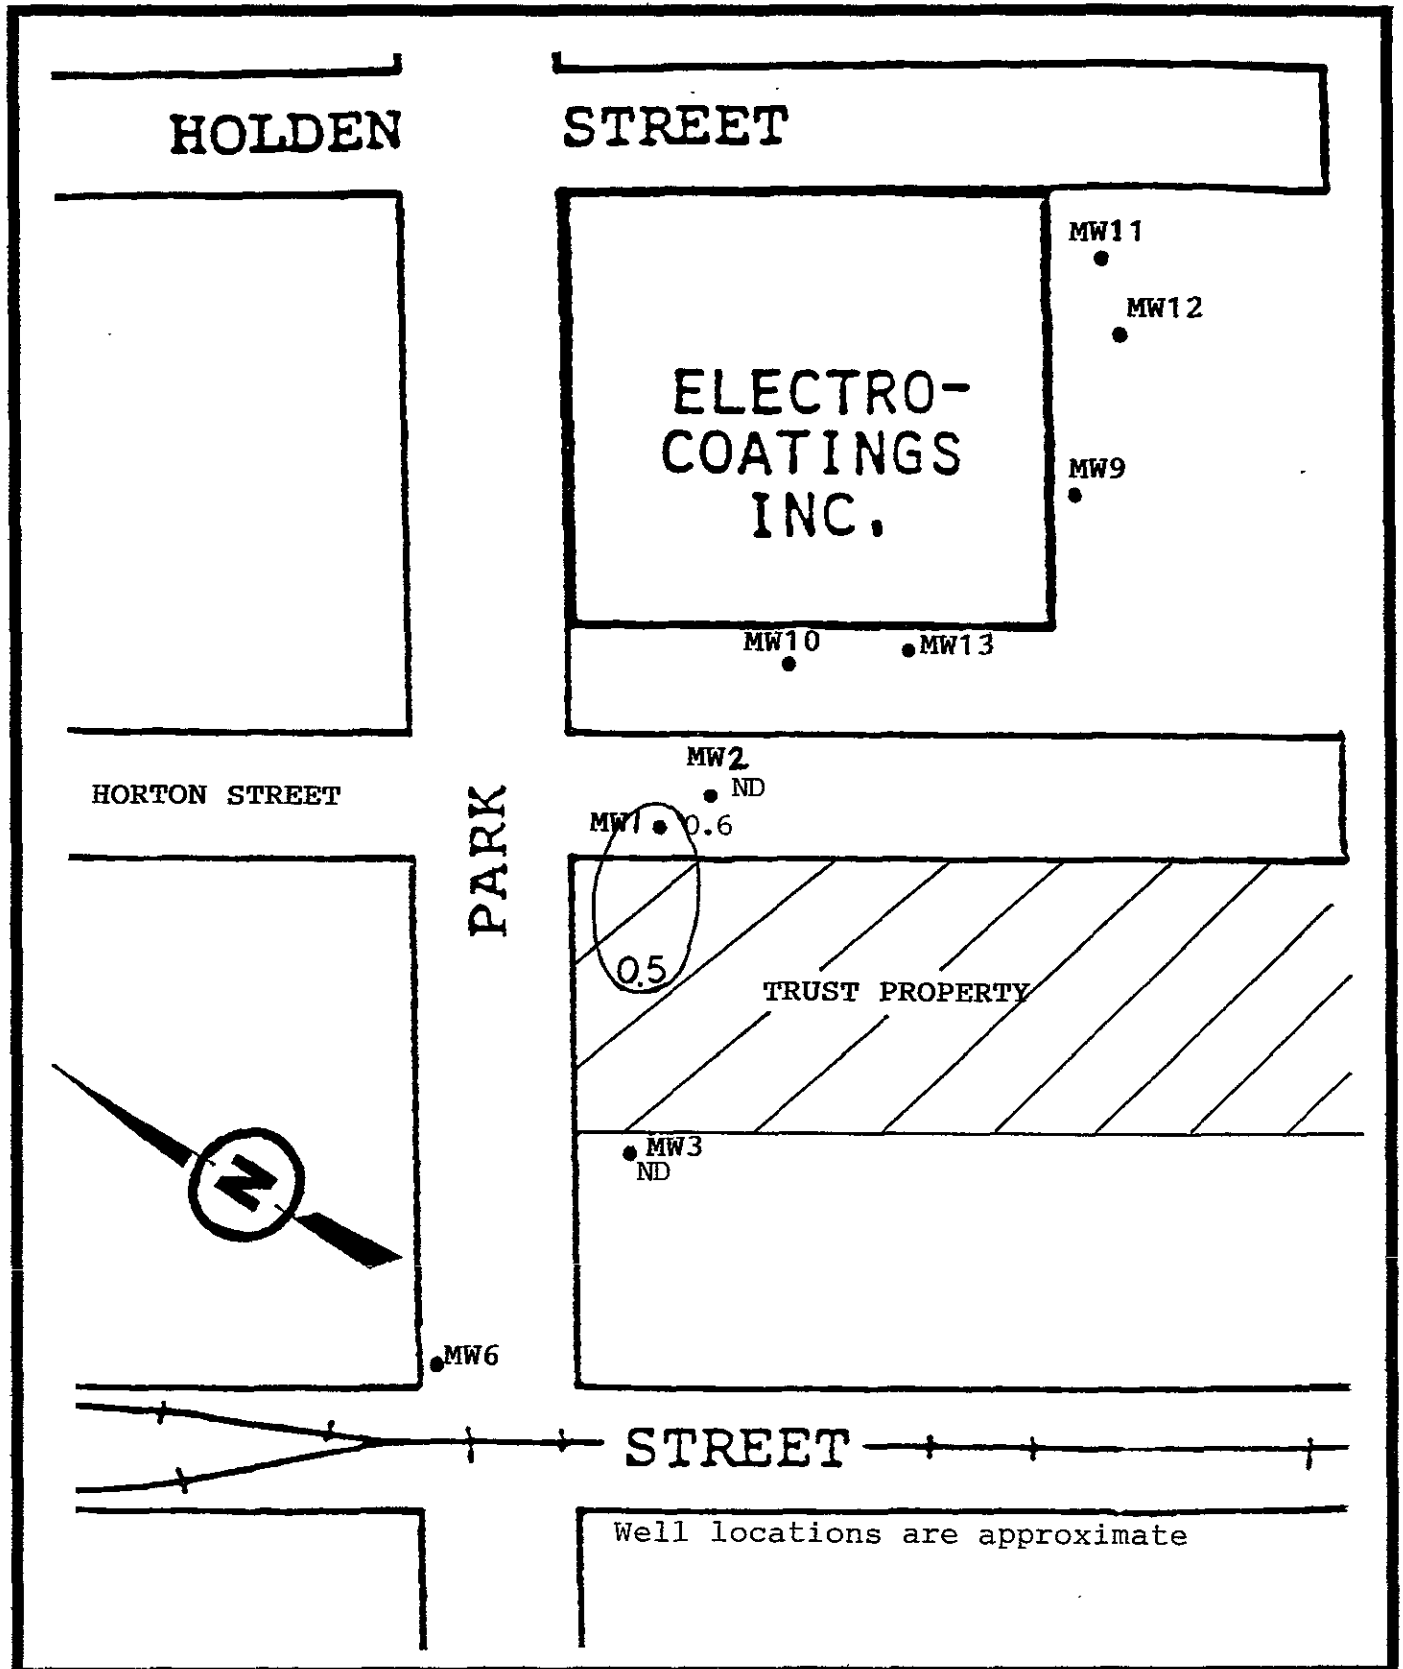 HOLDEN STREET
MW11
MW12
ELECTRO-
COATINGS
INC.
MW9
MW10
MW13
MW2
ND
HORTON STREET
PARK
MW1
0.6
0.5
TRUST PROPERTY
MW3
ND
N
MW6
STREET
Well locations are approximate